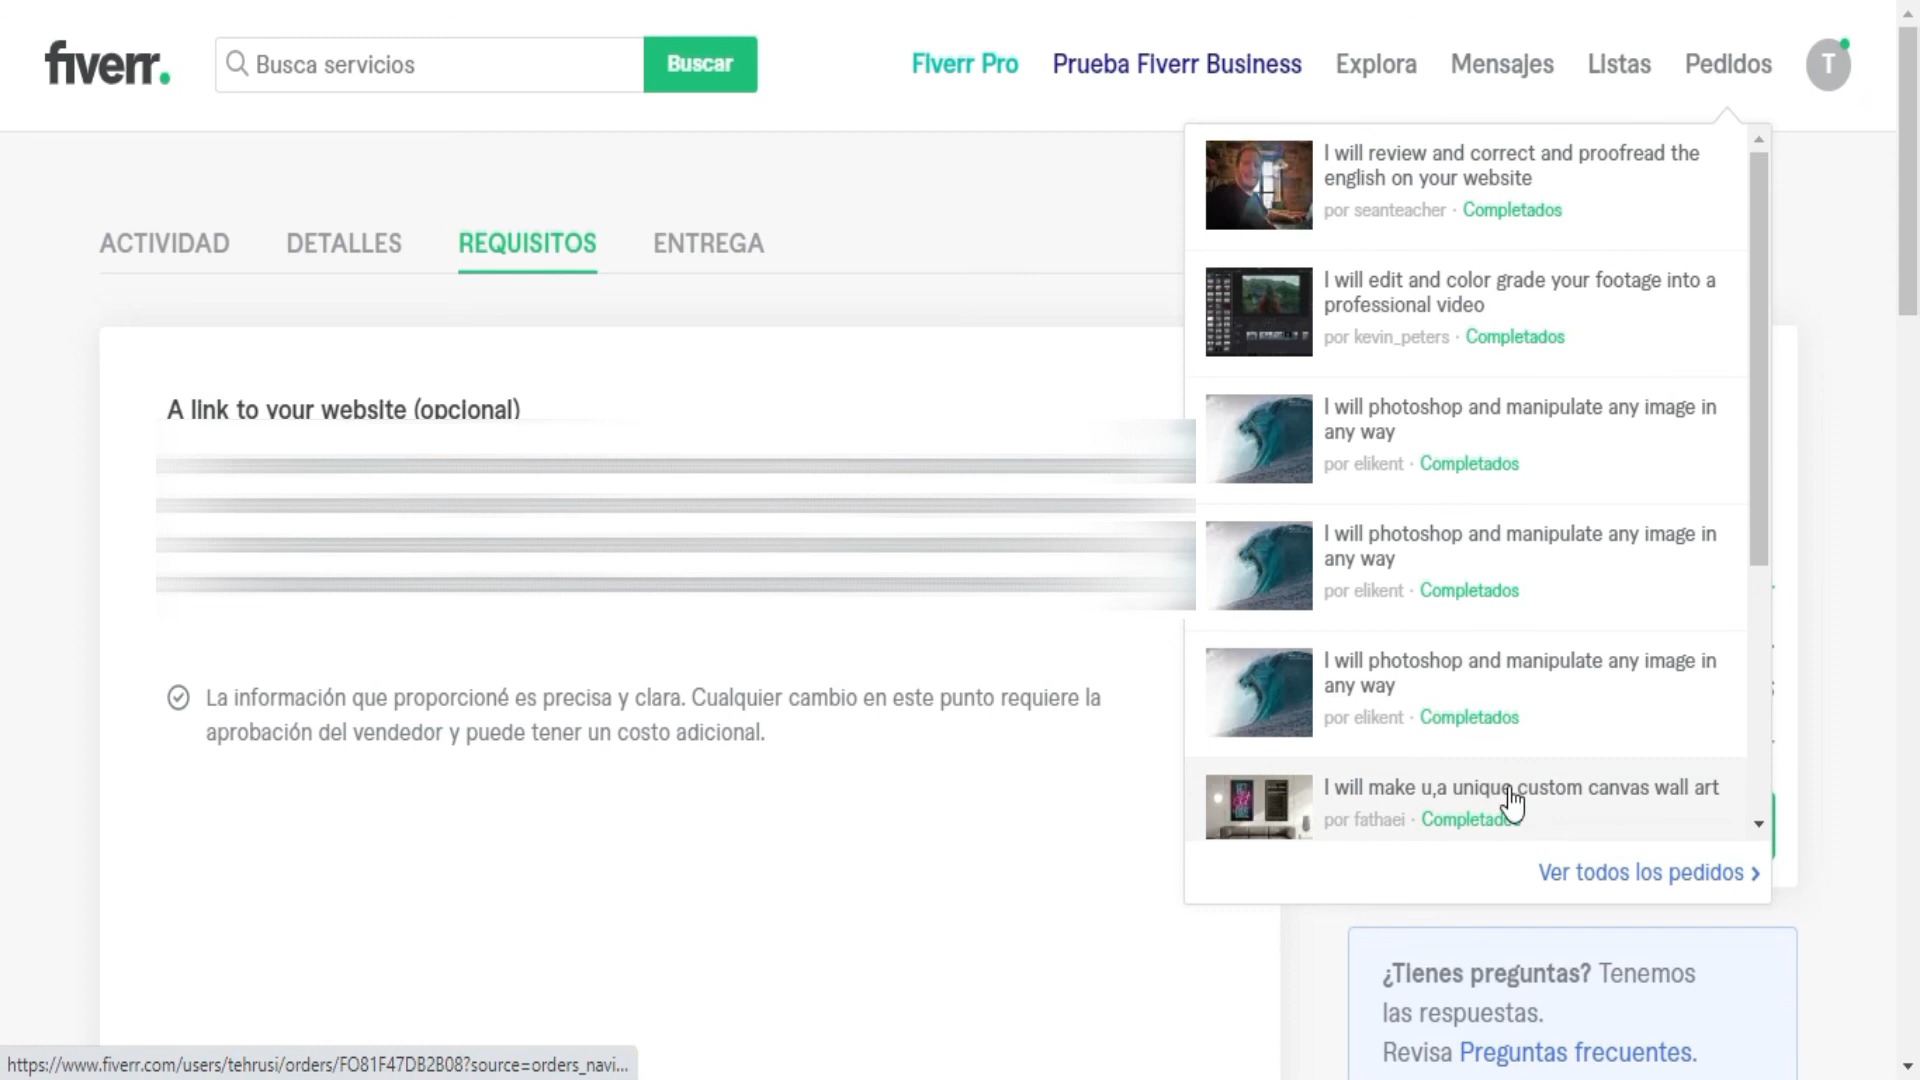 fiverr.
Busca servicios
Buscar
Fiverr Pro
Prueba Fiverr Business
Explora
Mensajes
Listas
Pedidos
T
ACTIVIDAD
DETALLES
REQUISITOS
ENTREGA
A link to your website (opcional)
La información que proporcioné es precisa y clara. Cualquier cambio en este punto requiere la
aprobación del vendedor y puede tener un costo adicional.
I will review and correct and proofread the
english on your website
por seanteacher · Completados
I will edit and color grade your footage into a
professional video
por kevin_peters · Completados
I will photoshop and manipulate any image in
any way
por elikent · Completados
I will photoshop and manipulate any image in
any way
por elikent · Completados
I will photoshop and manipulate any image in
any way
por elikent · Completados
I will make u,a unique custom canvas wall art
por fathaei · Completados
Ver todos los pedidos
¿Tienes preguntas? Tenemos
las respuestas.
Revisa Preguntas frecuentes.
https://www.fiverr.com/users/tehrusi/orders/FO81F47DB2B08?source=orders_navi...